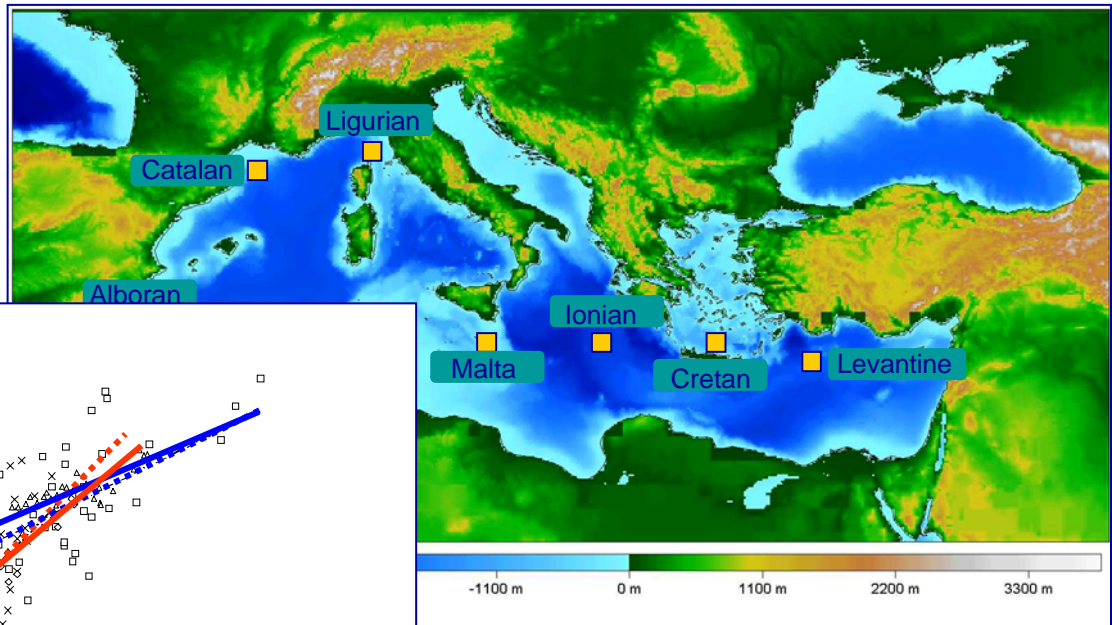 Ligurian
Catalan
Alboran
Ionian
Malta
Cretan
Levantine
-1100 m
0 m
1100 m
2200 m
3300 m